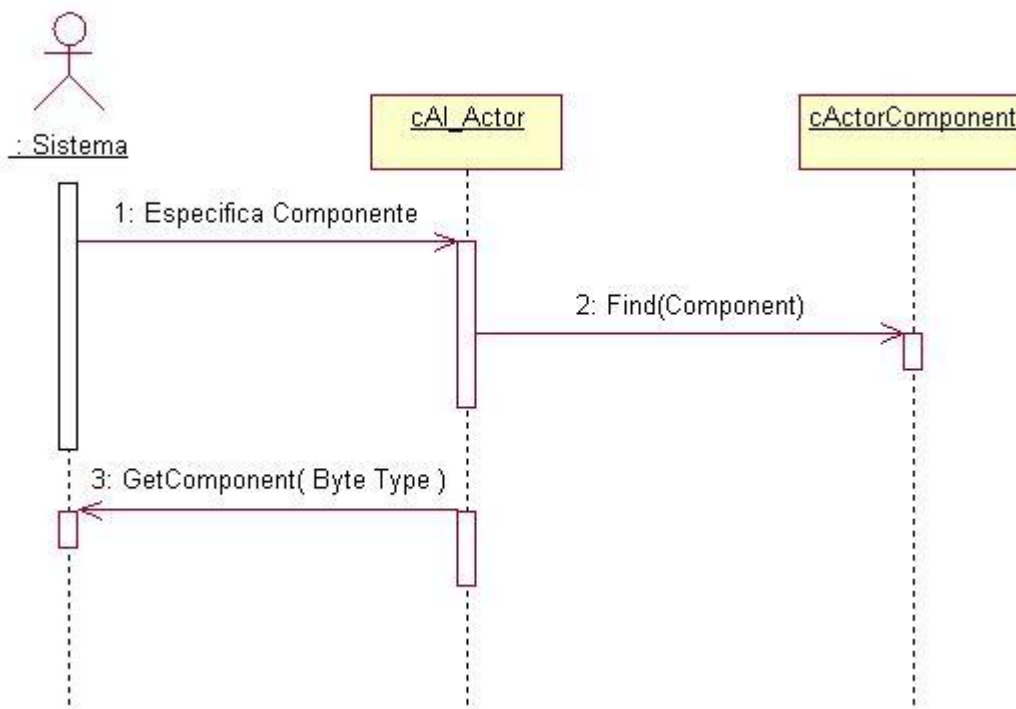 : Sistema
cAI_Actor
cActorComponent
1: Especifica Componente
2: Find(Component)
3: GetComponent( Byte Type )